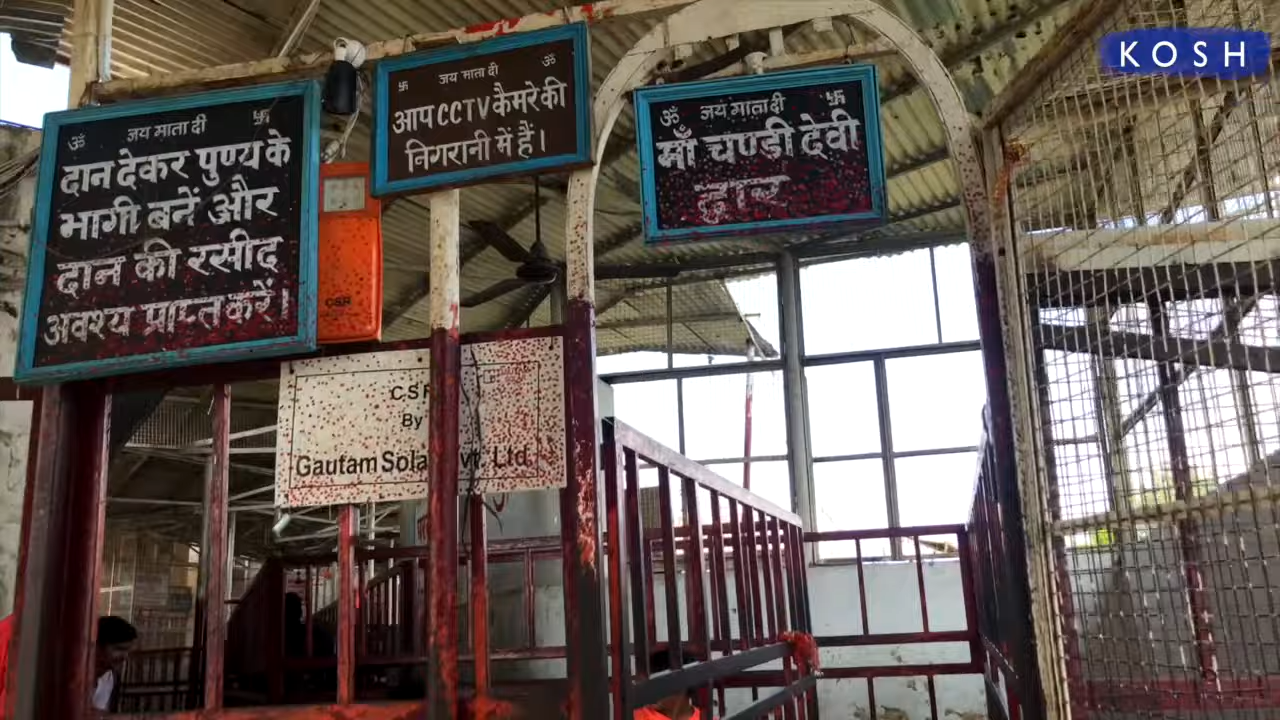 ॐ जय माता दी 卐
दान देकर पुण्य के
भागी बनें और
दान की रसीद
अवश्य प्राप्त करें।
卐 जय माता दी ॐ
आप CCTV कैमरे की
निगरानी में हैं।
ॐ जय माता दी 卐
माँ चण्डी देवी
द्वार
KOSH
CSR
CSR
By
Gautam Solar Pvt. Ltd.